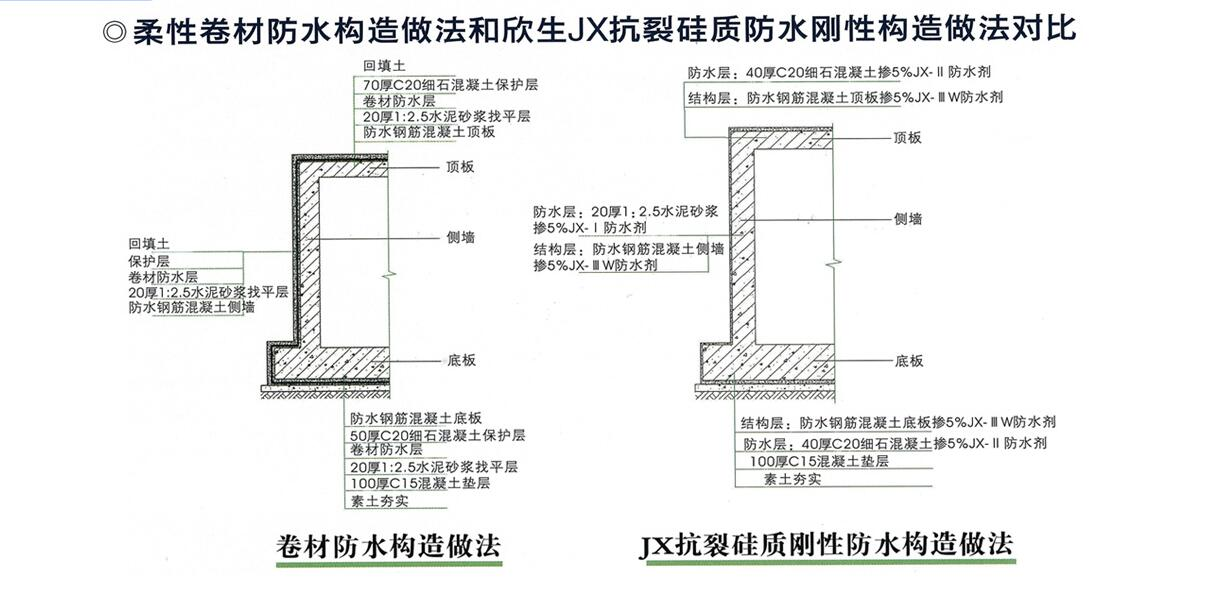 ◎柔性卷材防水构造做法和欣生JX抗裂硅质防水刚性构造做法对比
回填土
70厚C20细石混凝土保护层
卷材防水层
20厚1:2.5水泥砂浆找平层
防水钢筋混凝土顶板
顶板
侧墙
回填土
保护层
卷材防水层
20厚1:2.5水泥砂浆找平层
防水钢筋混凝土侧墙
底板
防水钢筋混凝土底板
50厚C20细石混凝土保护层
卷材防水层
20厚1:2.5水泥砂浆找平层
100厚C15混凝土垫层
素土夯实
卷材防水构造做法
防水层：40厚C20细石混凝土掺5%JX-Ⅱ防水剂
结构层：防水钢筋混凝土顶板掺5%JX-ⅢW防水剂
顶板
防水层：20厚1：2.5水泥砂浆
掺5%JX-Ⅰ防水剂
结构层：防水钢筋混凝土侧墙
掺5%JX-ⅢW防水剂
侧墙
底板
结构层：防水钢筋混凝土底板掺5%JX-ⅢW防水剂
防水层：40厚C20细石混凝土掺5%JX-Ⅱ防水剂
100厚C15混凝土垫层
素土夯实
JX抗裂硅质刚性防水构造做法